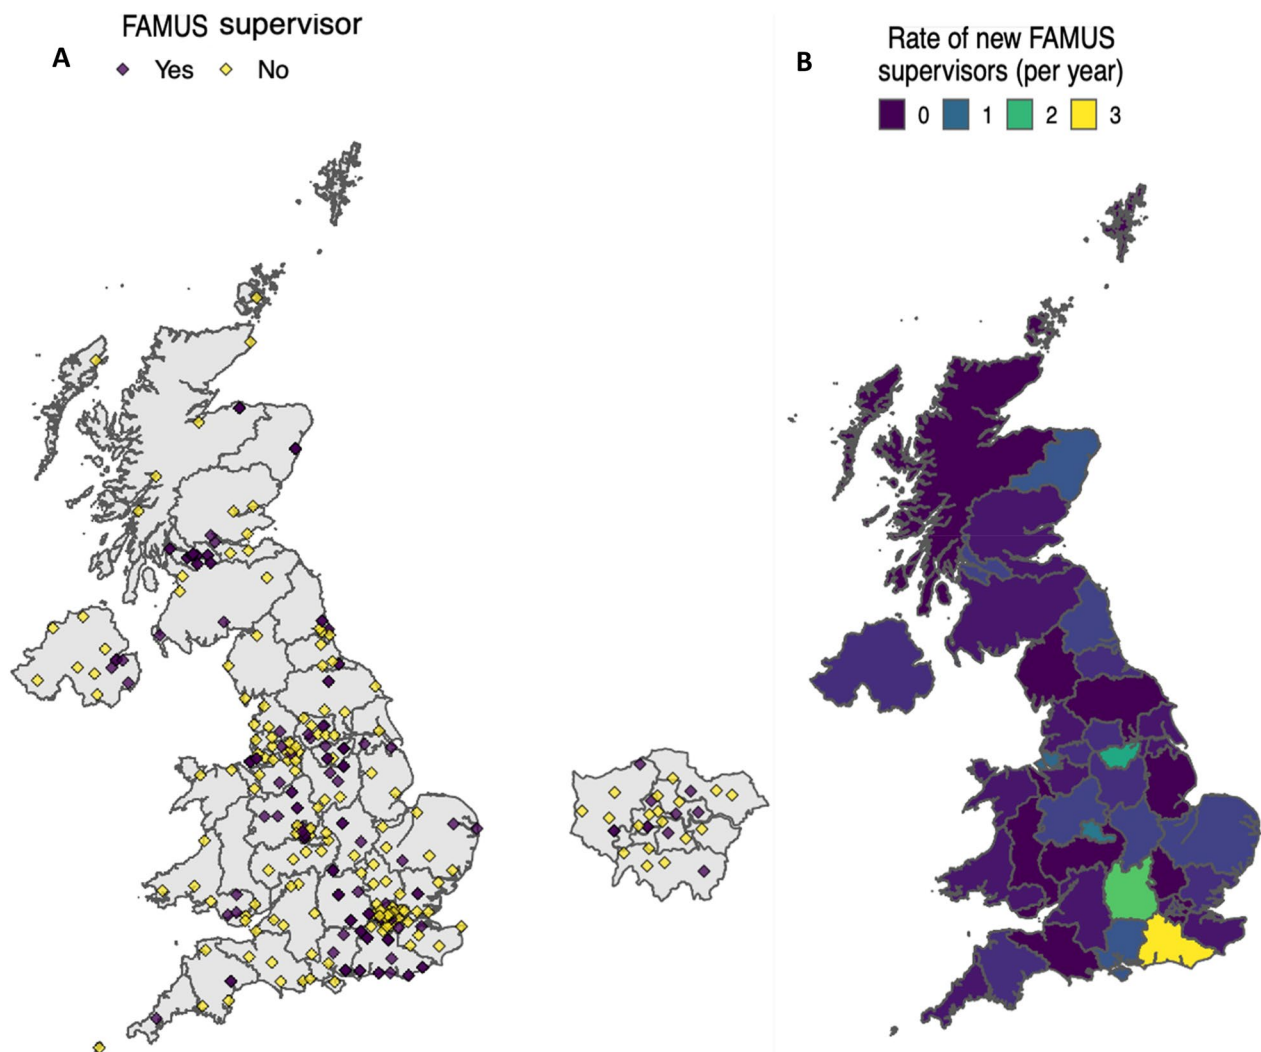 FAMUS supervisor
A
Yes No
Rate of new FAMUS
supervisors (per year)
B
0 1 2 3